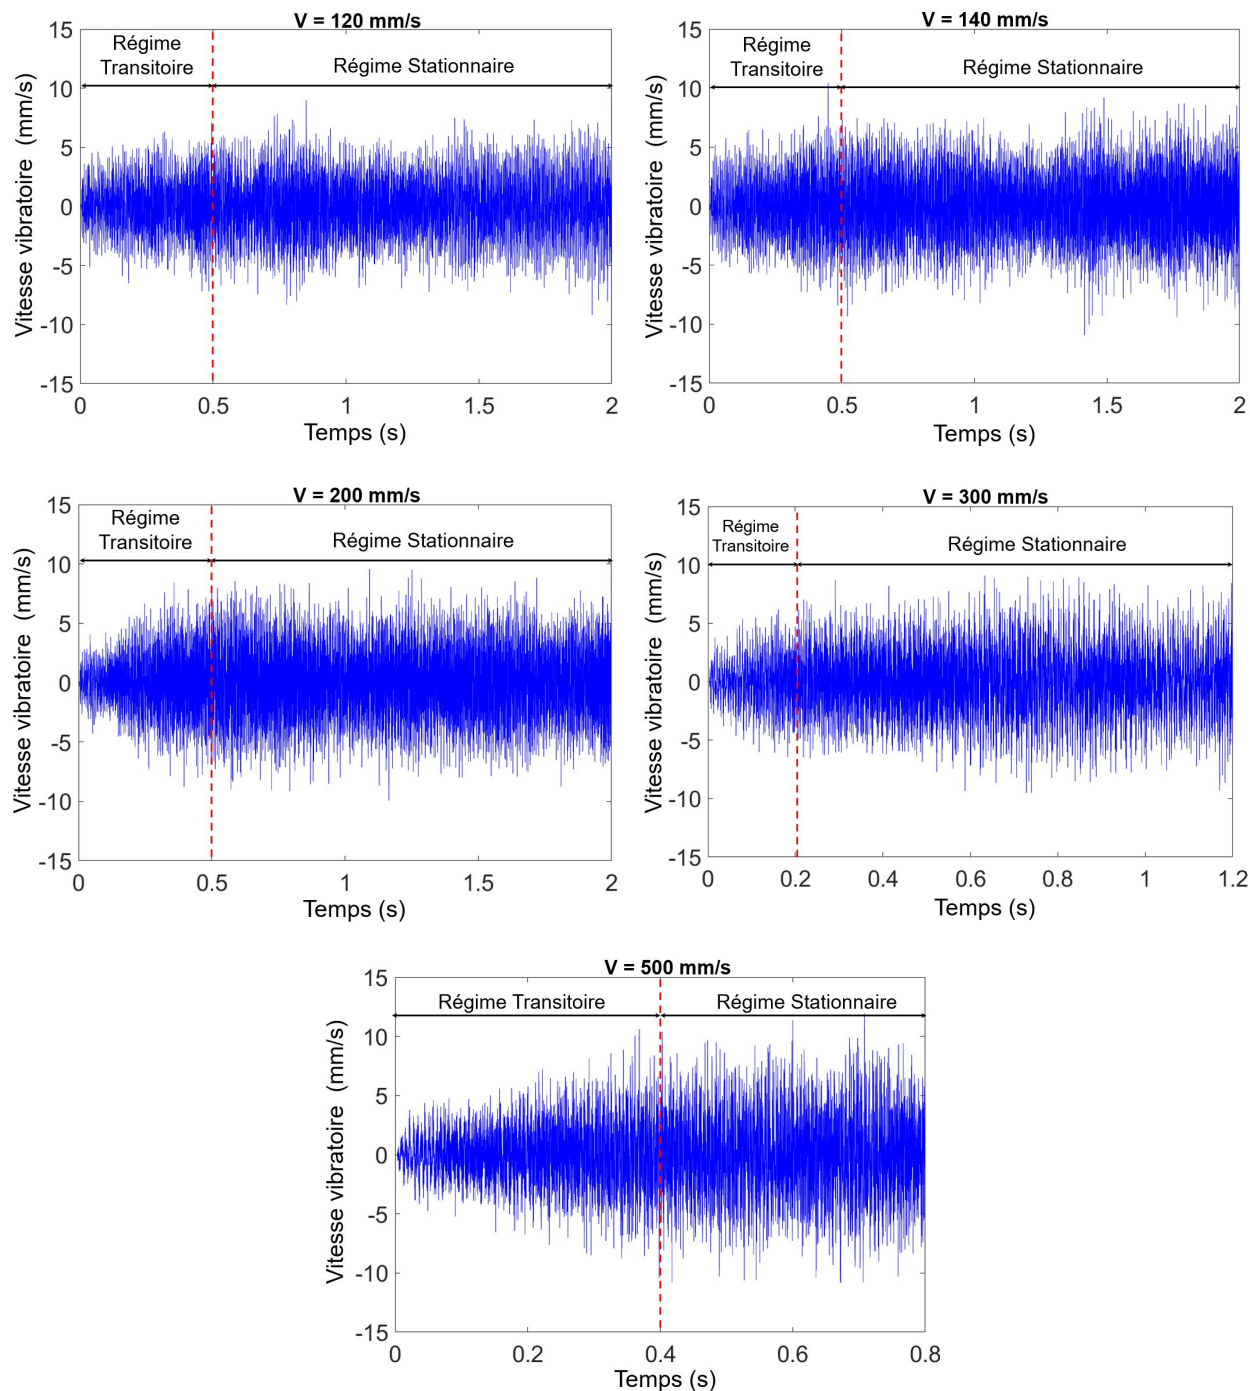 V = 120 mm/s
15
Régime
Transitoire
Régime Stationnaire
10
5
0
-5
-10
-15
Vitesse vibratoire (mm/s)
0 0.5 1 1.5 2
Temps (s)
V = 140 mm/s
15
Régime
Transitoire
Régime Stationnaire
10
5
0
-5
-10
-15
Vitesse vibratoire (mm/s)
0 0.5 1 1.5 2
Temps (s)
V = 200 mm/s
15
Régime
Transitoire
Régime Stationnaire
10
5
0
-5
-10
-15
Vitesse vibratoire (mm/s)
0 0.5 1 1.5 2
Temps (s)
V = 300 mm/s
15
Régime
Transitoire
Régime Stationnaire
10
5
0
-5
-10
-15
Vitesse vibratoire (mm/s)
0 0.2 0.4 0.6 0.8 1 1.2
Temps (s)
V = 500 mm/s
15
Régime Transitoire
Régime Stationnaire
10
5
0
-5
-10
-15
Vitesse vibratoire (mm/s)
0 0.2 0.4 0.6 0.8
Temps (s)